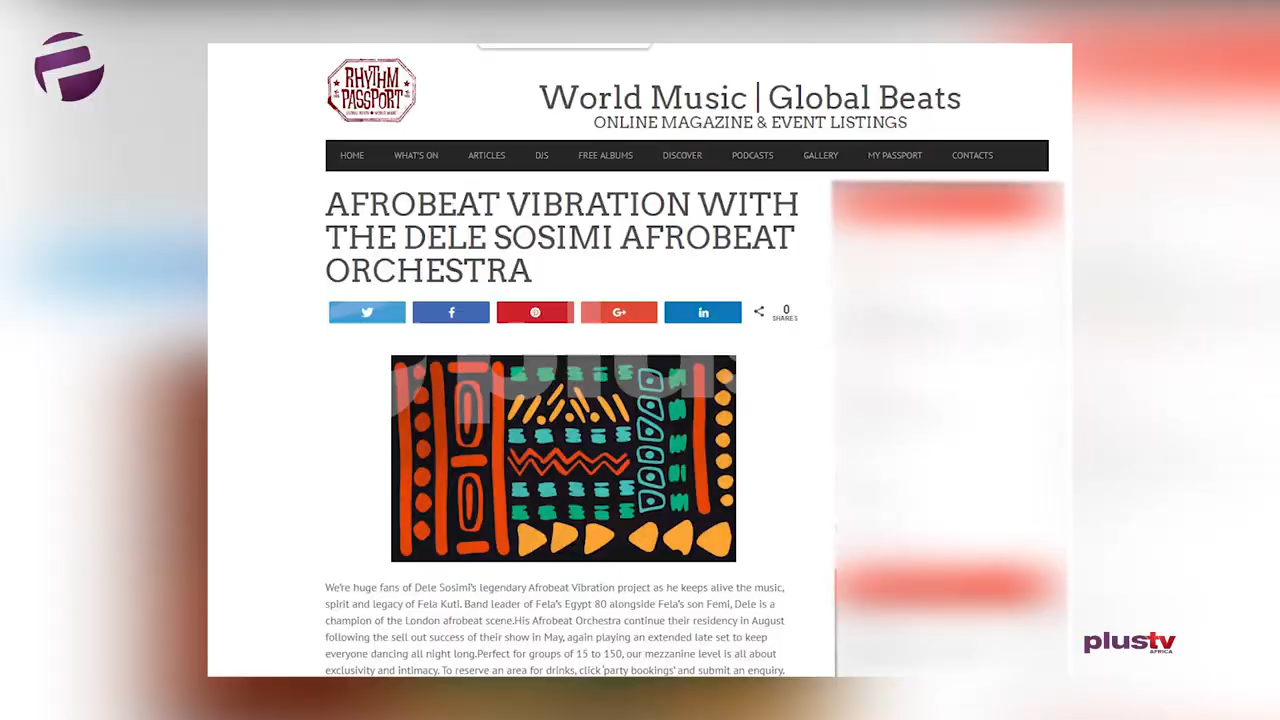 RHYTHM
PASSPORT
GLOBAL BEATS ★ WORLD MUSIC
World Music | Global Beats
ONLINE MAGAZINE & EVENT LISTINGS
HOME WHAT'S ON ARTICLES DJS FREE ALBUMS DISCOVER PODCASTS GALLERY MY PASSPORT CONTACTS
AFROBEAT VIBRATION WITH
THE DELE SOSIMI AFROBEAT
ORCHESTRA
0
SHARES
We're huge fans of Dele Sosimi's legendary Afrobeat Vibration project as he keeps alive the music,
spirit and legacy of Fela Kuti. Band leader of Fela's Egypt 80 alongside Fela's son Femi, Dele is a
champion of the London afrobeat scene.His Afrobeat Orchestra continue their residency in August
following the sell out success of their show in May, again playing an extended late set to keep
everyone dancing all night long.Perfect for groups of 15 to 150, our mezzanine level is all about
exclusivity and intimacy. To reserve an area for drinks, click 'party bookings' and submit an enquiry.
plustv
AFRICA